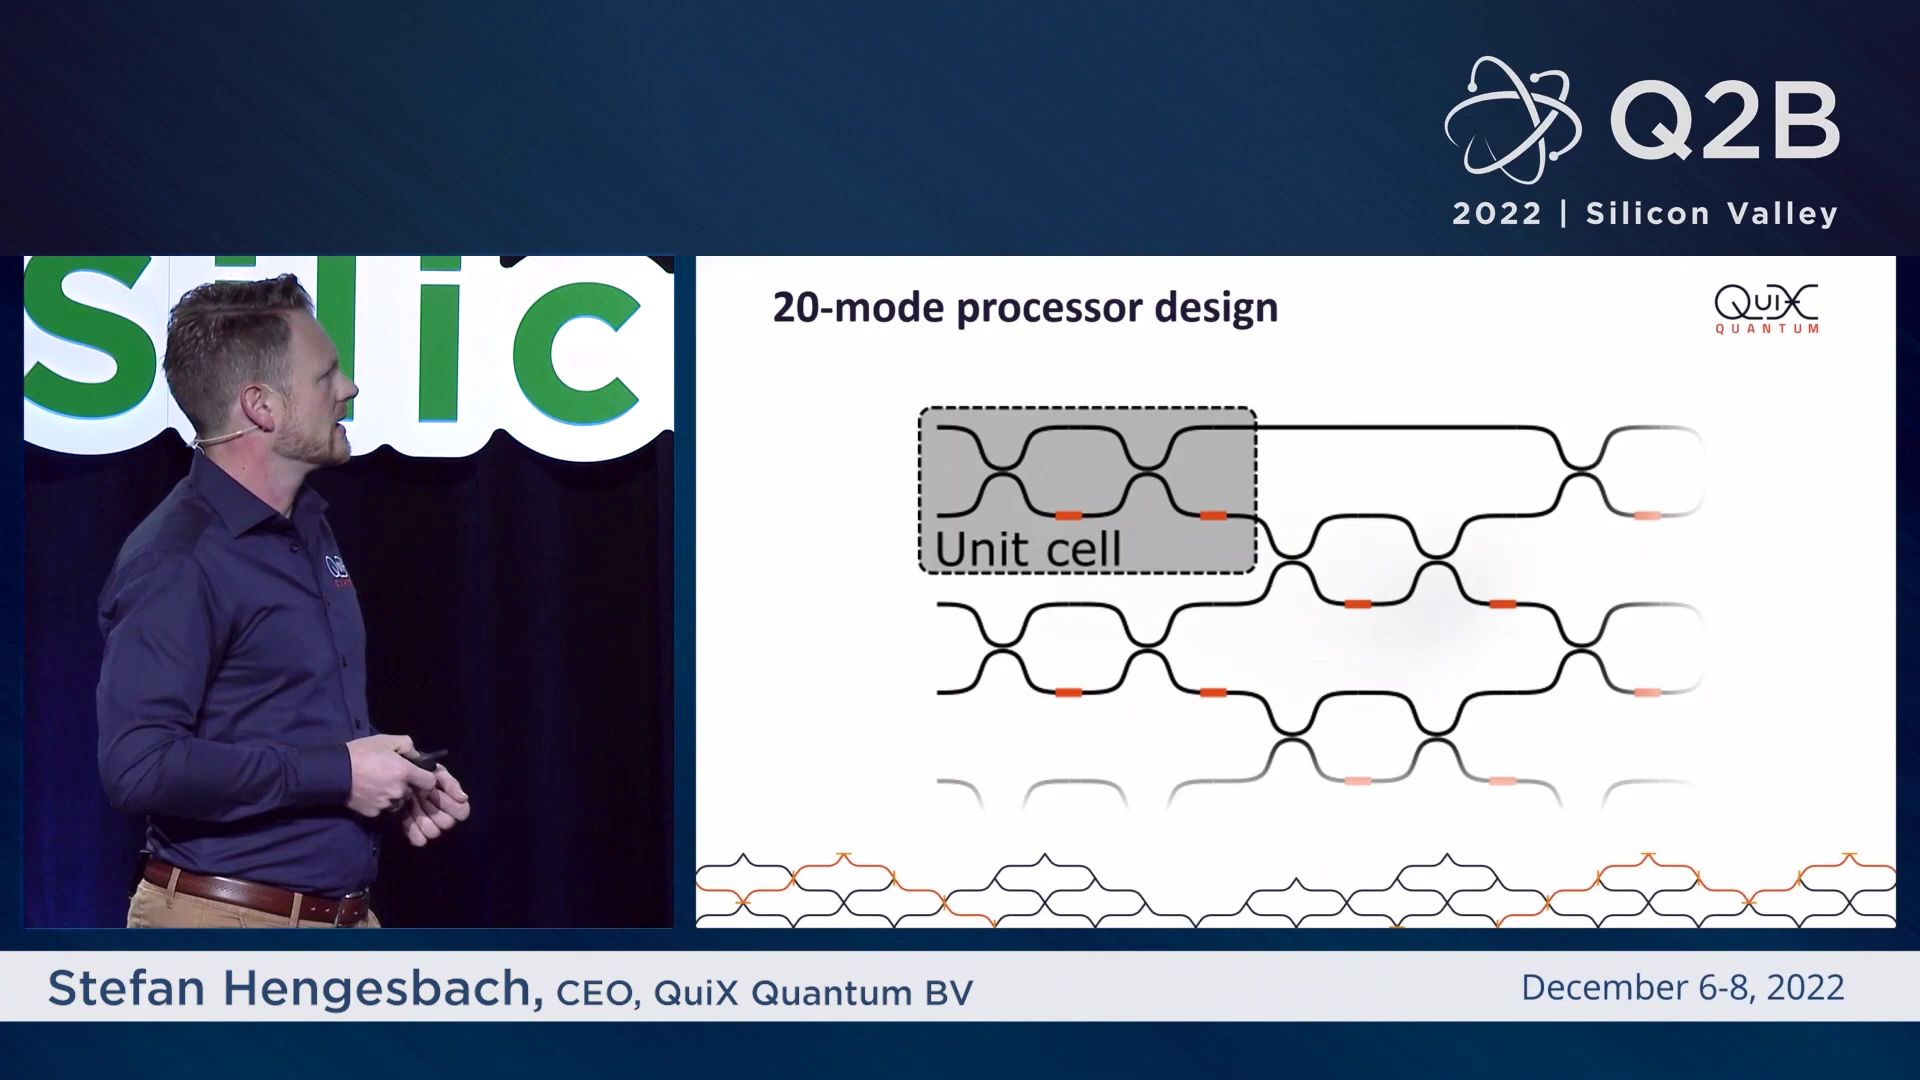 Q2B
2022 | Silicon Valley
Silic
20-mode processor design
QuiX
QUANTUM
Unit cell
Stefan Hengesbach, CEO, QuiX Quantum BV
December 6-8, 2022